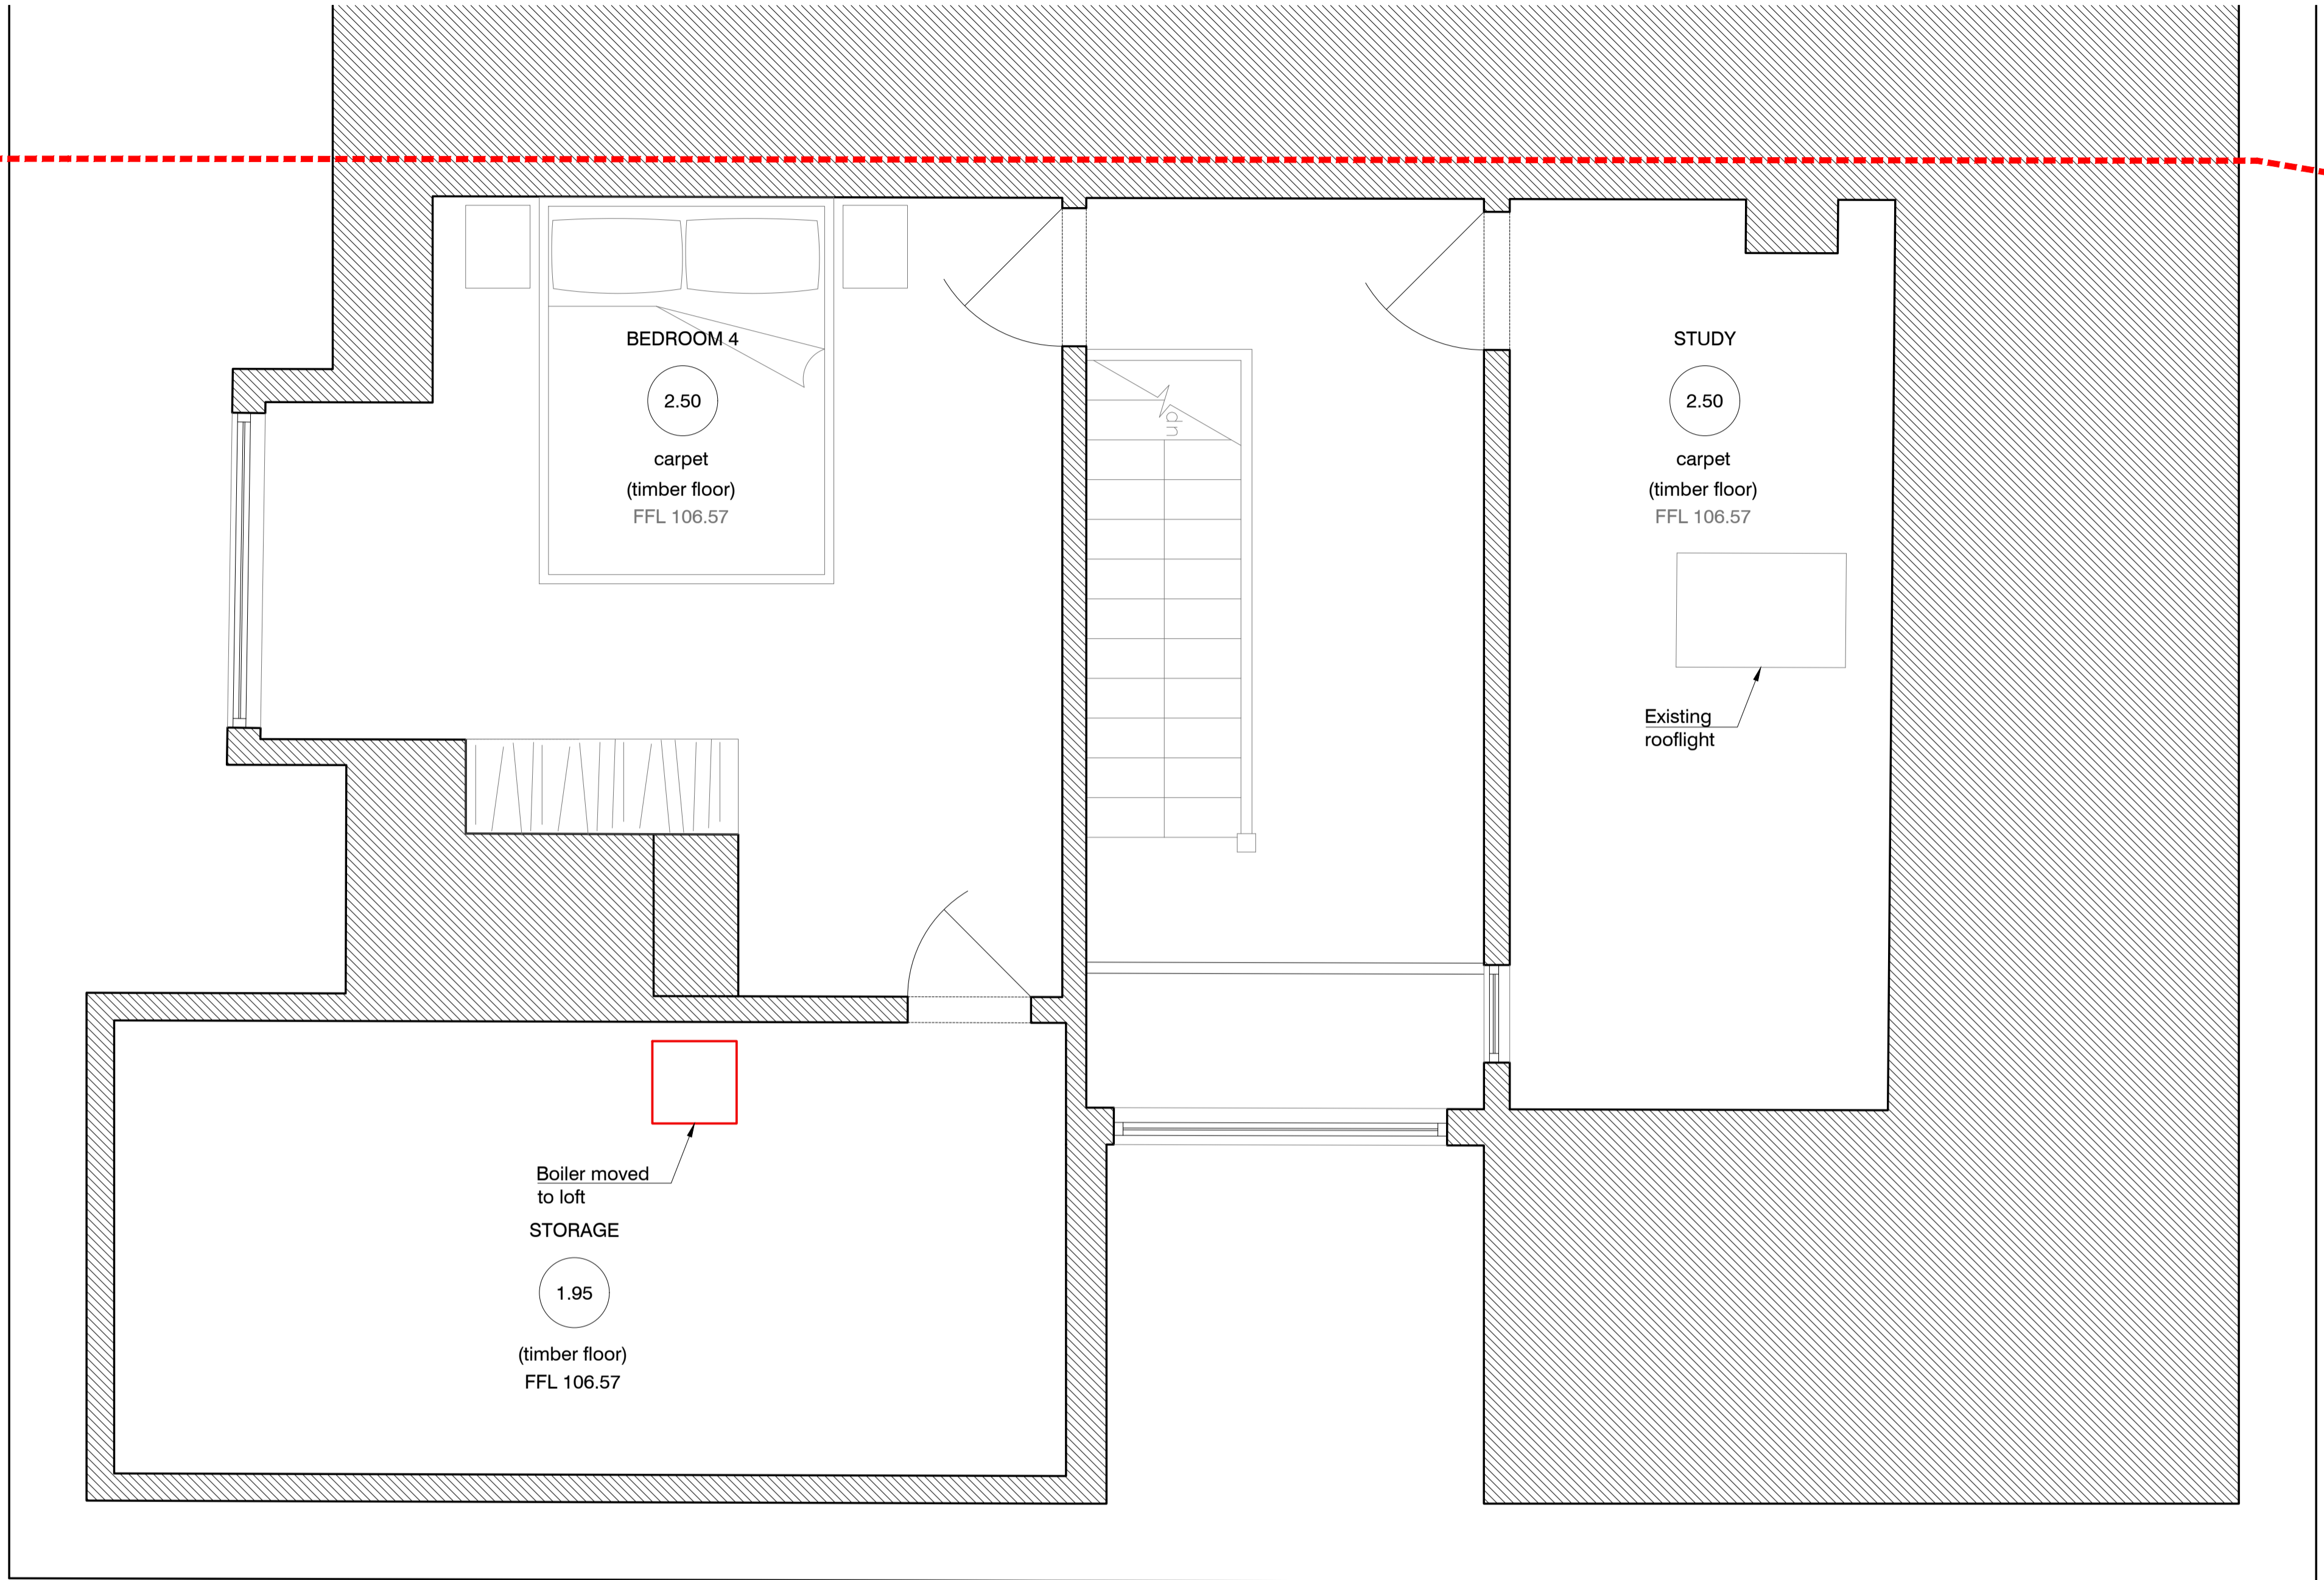 BEDROOM 4
2.50
carpet
(timber floor)
FFL 106.57
up
STUDY
2.50
carpet
(timber floor)
FFL 106.57
Existing
rooflight
Boiler moved
to loft
STORAGE
1.95
(timber floor)
FFL 106.57